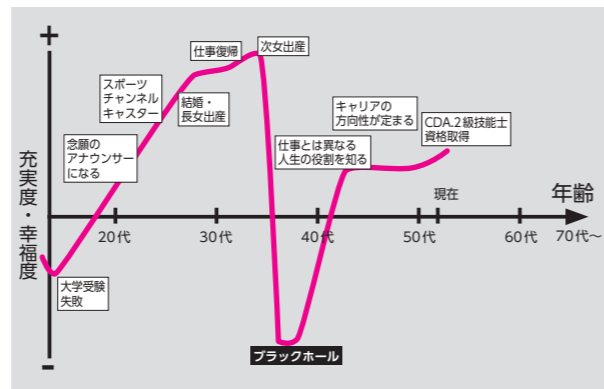 +
仕事復帰
次女出産
スポーツ
チャンネル
キャスター
結婚・
長女出産
キャリアの
方向性が定まる
CDA、2級技能士
資格取得
念願の
アナウンサー
になる
仕事とは異なる
人生の役割を知る
充実度・幸福度
現在
年齢
20代
30代
40代
50代
60代
70代～
大学受験
失敗
ブラックホール
-